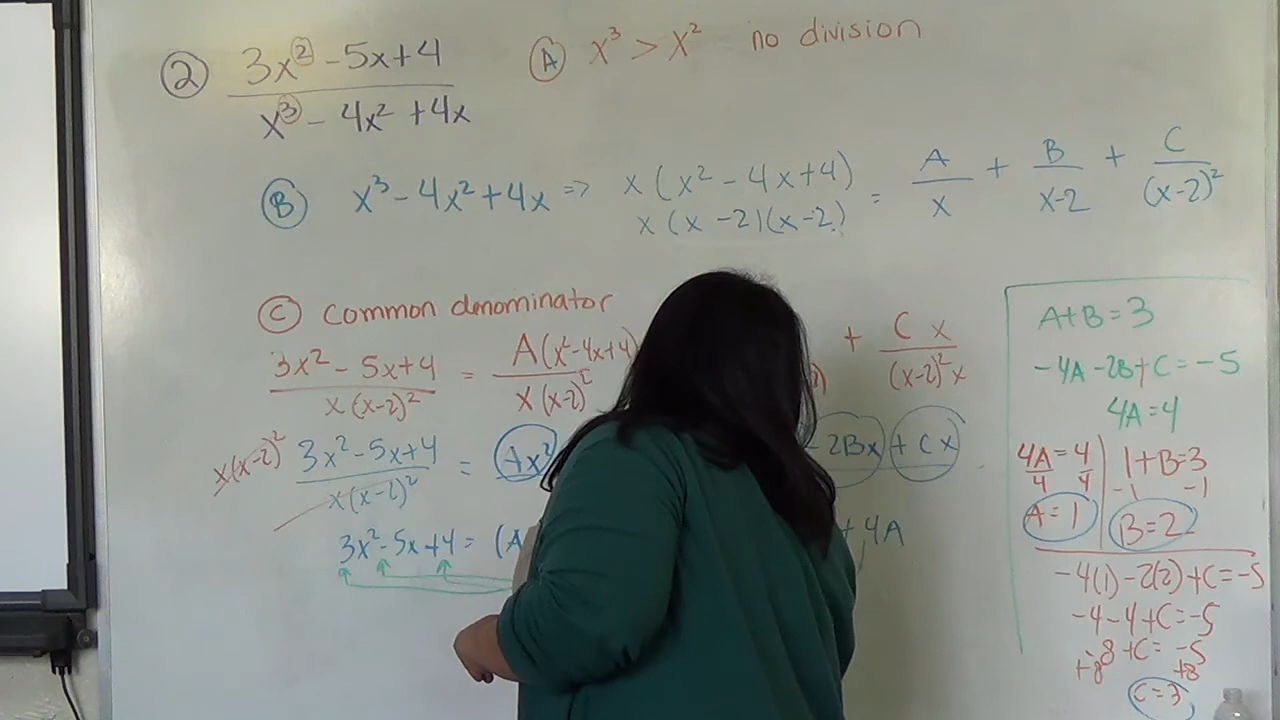 ② (3x² - 5x + 4)/(x³ - 4x² + 4x)
Ⓐ x³ > x² no division
Ⓑ x³ - 4x² + 4x => x(x² - 4x + 4)
x(x - 2)(x - 2) = A/x + B/(x-2) + C/(x-2)²
Ⓒ Common denominator
(3x² - 5x + 4)/(x(x-2)²) = A(x² - 4x + 4)/(x(x-2)²) + Cx/((x-2)²x)
x(x-2)² (3x² - 5x + 4)/(x(x-2)²) = Ax² - 2Bx + Cx
3x² - 5x + 4 = (A + 4A
A + B = 3
-4A - 2B + C = -5
4A = 4
4A/4 = 4/4
A = 1
1 + B = 3
-1 -1
B = 2
-4(1) - 2(2) + C = -5
-4 - 4 + C = -5
-8 + C = -5
+8 +8
C = 3